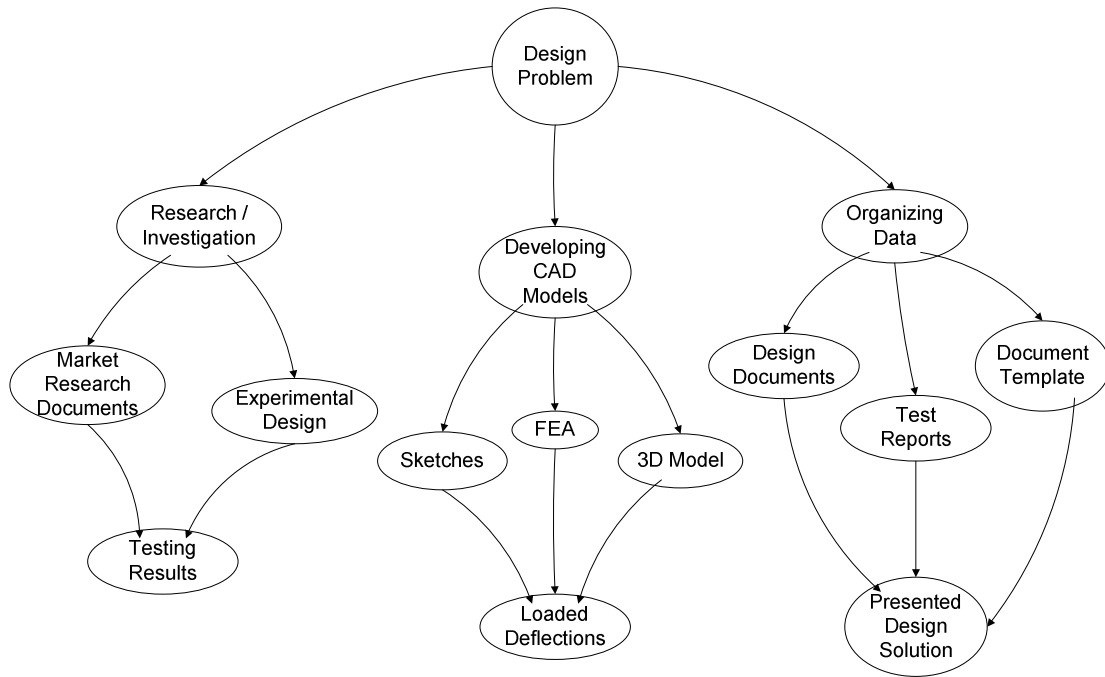 Design
Problem
Research /
Investigation
Organizing
Data
Developing
CAD
Models
Market
Research
Documents
Experimental
Design
Sketches
FEA
3D Model
Design
Documents
Test
Reports
Document
Template
Testing
Results
Loaded
Deflections
Presented
Design
Solution